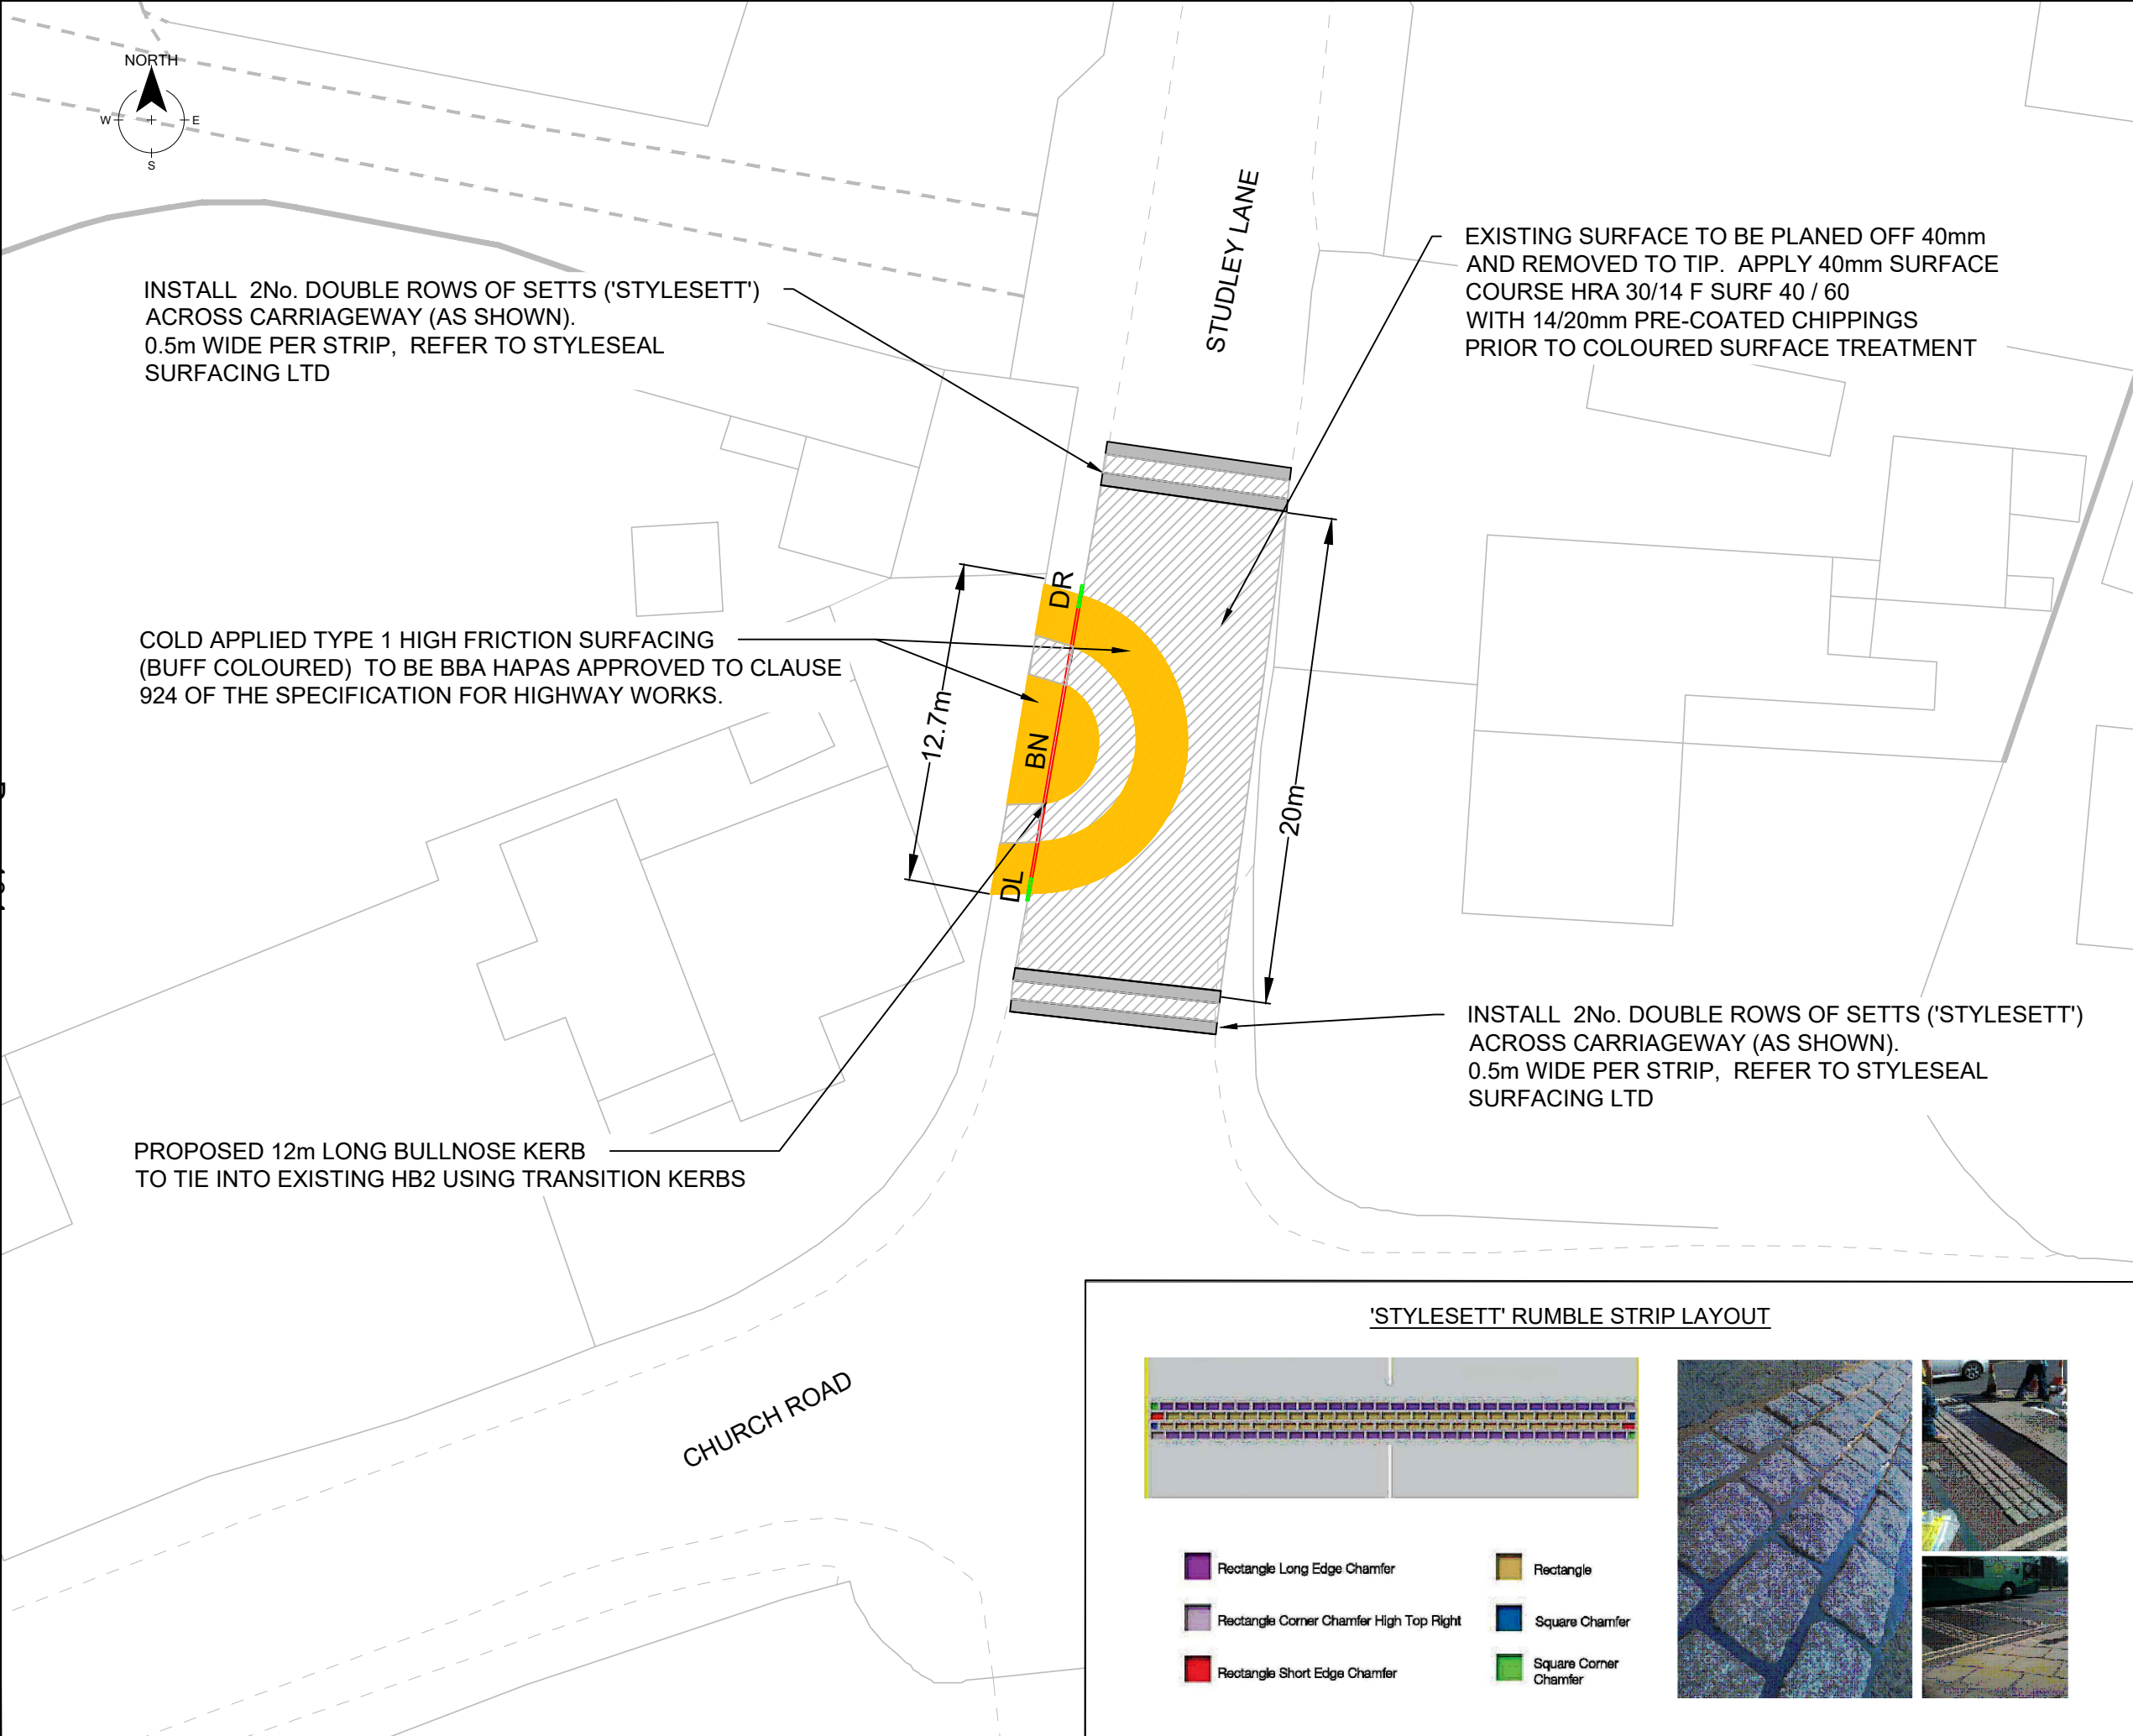 NORTH
W
E
S
STUDLEY LANE
INSTALL 2No. DOUBLE ROWS OF SETTS ('STYLESETT')
ACROSS CARRIAGEWAY (AS SHOWN).
0.5m WIDE PER STRIP, REFER TO STYLESEAL
SURFACING LTD
EXISTING SURFACE TO BE PLANED OFF 40mm
AND REMOVED TO TIP. APPLY 40mm SURFACE
COURSE HRA 30/14 F SURF 40 / 60
WITH 14/20mm PRE-COATED CHIPPINGS
PRIOR TO COLOURED SURFACE TREATMENT
COLD APPLIED TYPE 1 HIGH FRICTION SURFACING
(BUFF COLOURED) TO BE BBA HAPAS APPROVED TO CLAUSE
924 OF THE SPECIFICATION FOR HIGHWAY WORKS.
DR
12.7m
BN
20m
DL
INSTALL 2No. DOUBLE ROWS OF SETTS ('STYLESETT')
ACROSS CARRIAGEWAY (AS SHOWN).
0.5m WIDE PER STRIP, REFER TO STYLESEAL
SURFACING LTD
PROPOSED 12m LONG BULLNOSE KERB
TO TIE INTO EXISTING HB2 USING TRANSITION KERBS
CHURCH ROAD
'STYLESETT' RUMBLE STRIP LAYOUT
Rectangle Long Edge Chamfer
Rectangle
Rectangle Corner Chamfer High Top Right
Square Chamfer
Rectangle Short Edge Chamfer
Square Corner
Chamfer